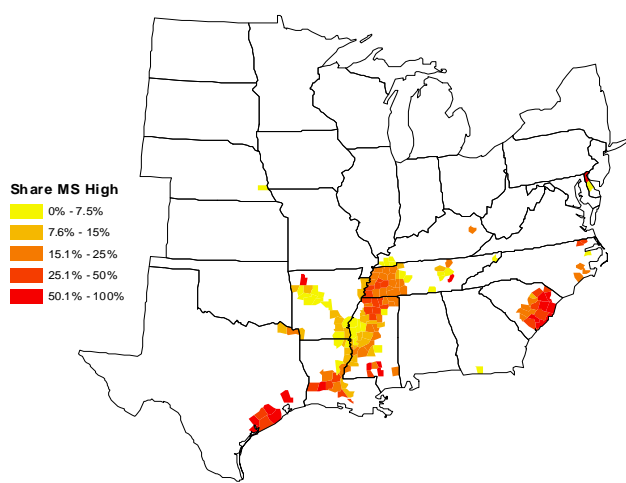 Share MS High
0% - 7.5%
7.6% - 15%
15.1% - 25%
25.1% - 50%
50.1% - 100%